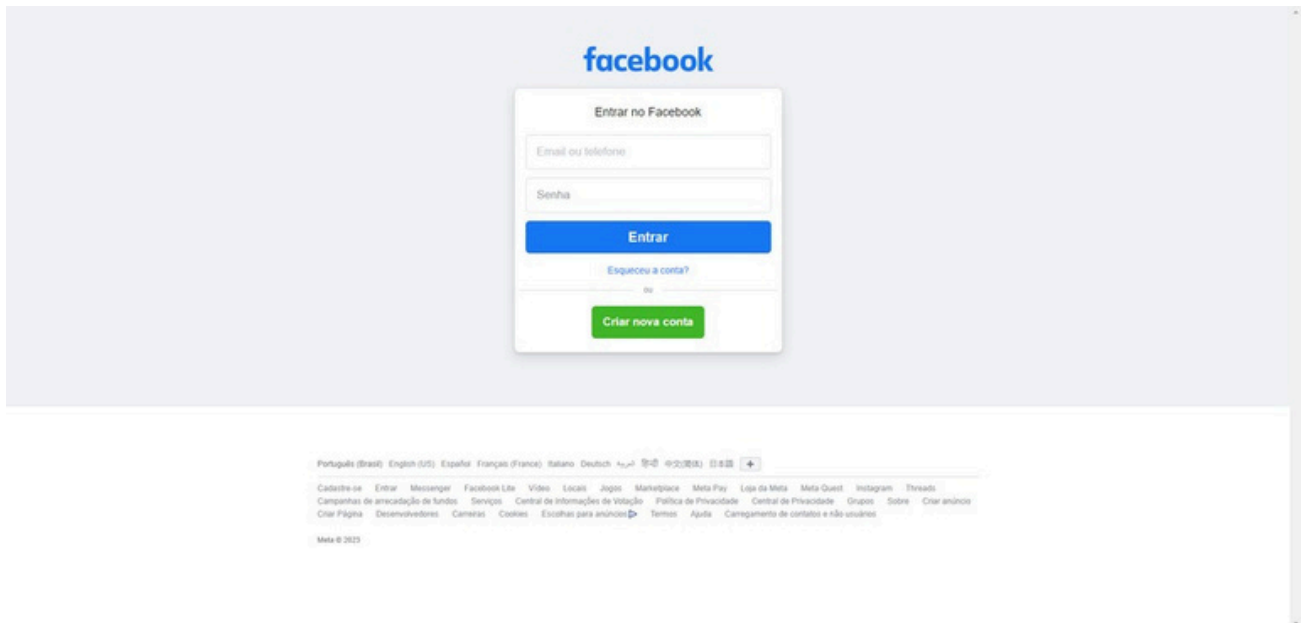 facebook
Entrar no Facebook
Email ou telefone
Senha
Entrar
Esqueceu a conta?
ou
Criar nova conta
Português (Brasil) English (US) Español Français (France) Italiano Deutsch العربية हिन्दी 中文(简体) 日本語 +
Cadastre-se Entrar Messenger Facebook Lite Vídeo Locais Jogos Marketplace Meta Pay Loja da Meta Meta Quest Instagram Threads
Campanhas de arrecadação de fundos Serviços Central de Informações de Votação Política de Privacidade Central de Privacidade Grupos Sobre Criar anúncio
Criar Página Desenvolvedores Carreiras Cookies Escolhas para anúncios Termos Ajuda Carregamento de contatos e não usuários
Meta © 2025